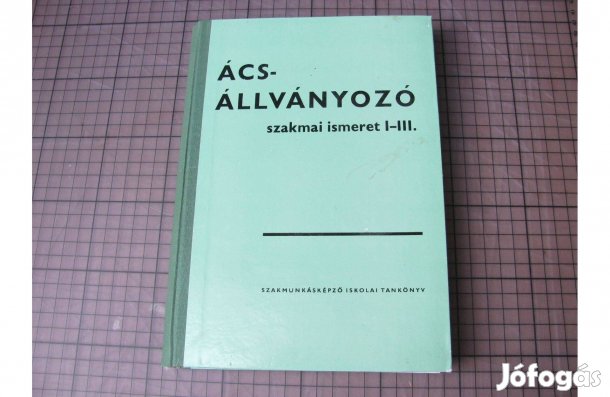 ÁCS-
ÁLLVÁNYOZÓ
szakmai ismeret I–III.
SZAKMUNKÁSKÉPZŐ ISKOLAI TANKÖNYV
Jófogás